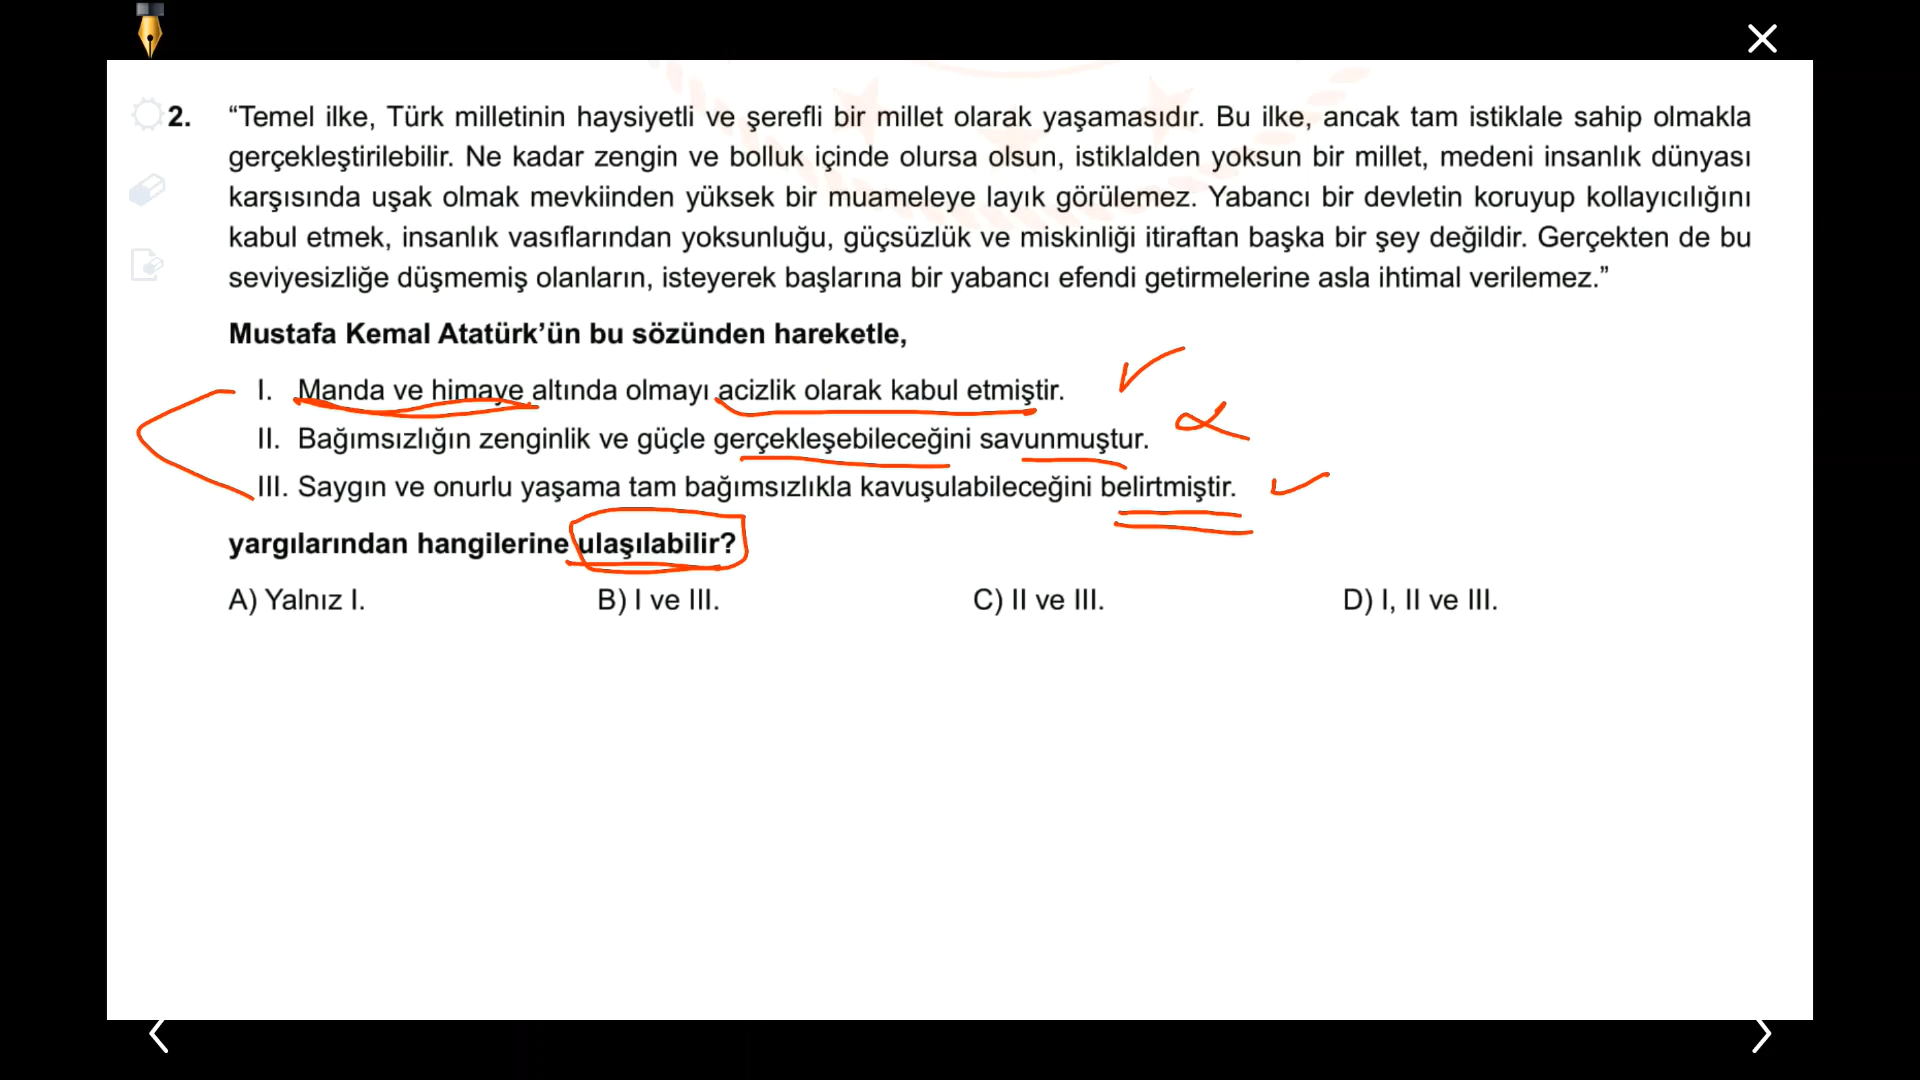 2. “Temel ilke, Türk milletinin haysiyetli ve şerefli bir millet olarak yaşamasıdır. Bu ilke, ancak tam istiklale sahip olmakla
gerçekleştirilebilir. Ne kadar zengin ve bolluk içinde olursa olsun, istiklalden yoksun bir millet, medeni insanlık dünyası
karşısında uşak olmak mevkiinden yüksek bir muameleye layık görülemez. Yabancı bir devletin koruyup kollayıcılığını
kabul etmek, insanlık vasıflarından yoksunluğu, güçsüzlük ve miskinliği itiraftan başka bir şey değildir. Gerçekten de bu
seviyesizliğe düşmemiş olanların, isteyerek başlarına bir yabancı efendi getirmelerine asla ihtimal verilemez.”
Mustafa Kemal Atatürk’ün bu sözünden hareketle,
I. Manda ve himaye altında olmayı acizlik olarak kabul etmiştir.
II. Bağımsızlığın zenginlik ve güçle gerçekleşebileceğini savunmuştur.
III. Saygın ve onurlu yaşama tam bağımsızlıkla kavuşulabileceğini belirtmiştir.
yargılarından hangilerine ulaşılabilir?
A) Yalnız I. B) I ve III. C) II ve III. D) I, II ve III.